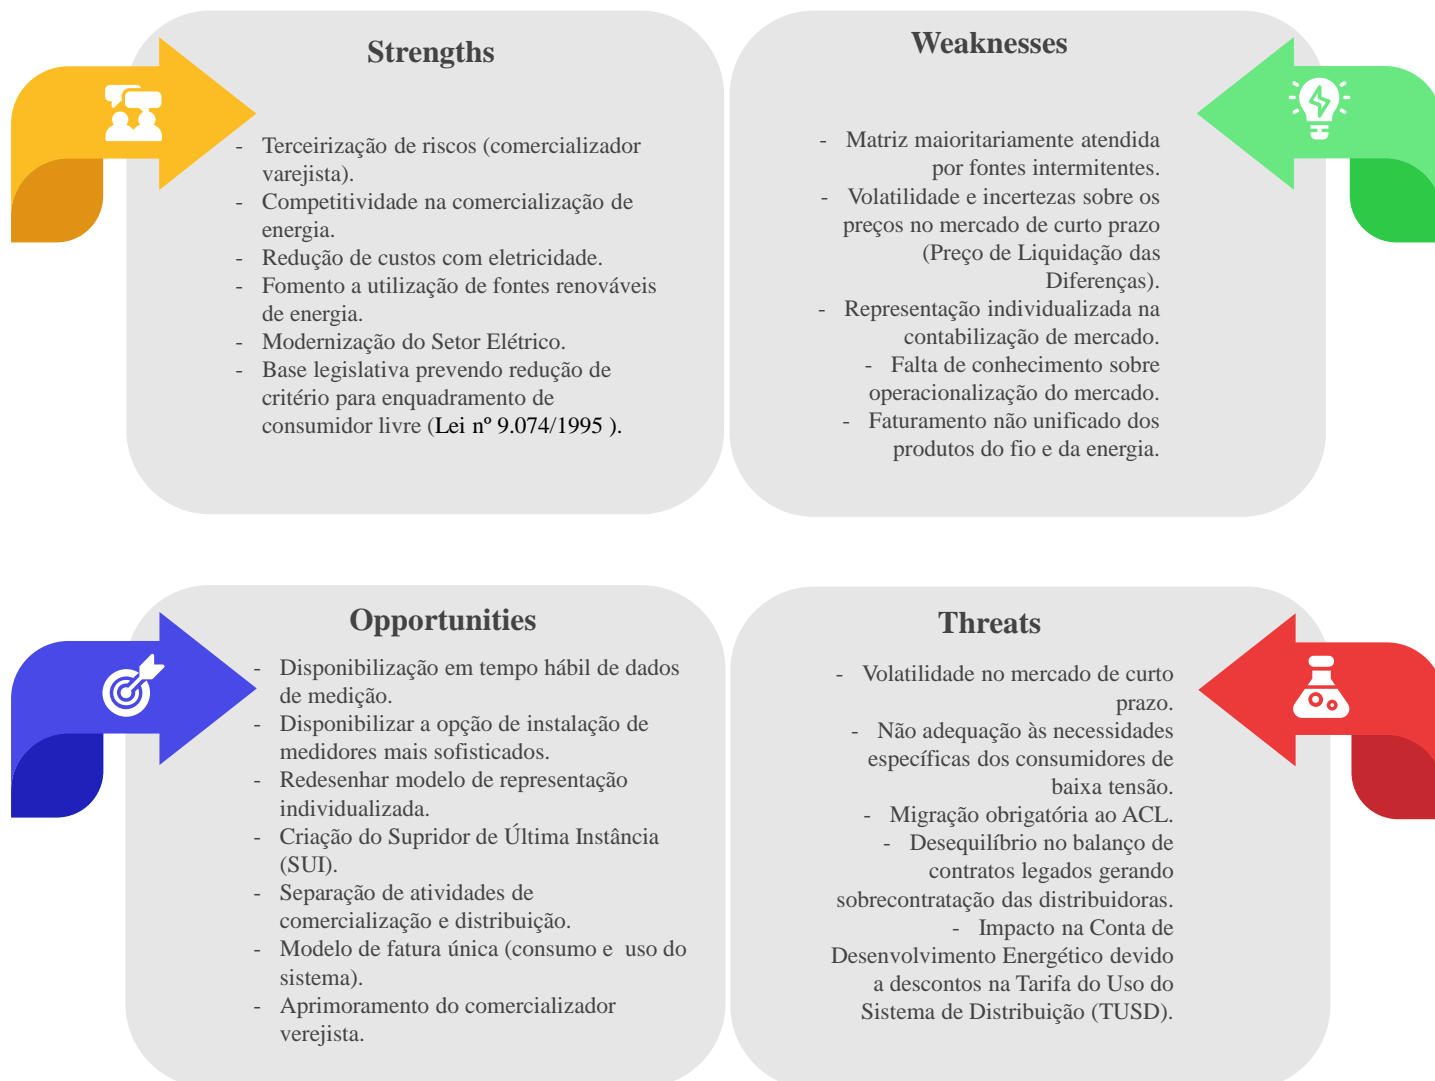 Strengths
- Terceirização de riscos (comercializador
varejista).
- Competitividade na comercialização de
energia.
- Redução de custos com eletricidade.
- Fomento a utilização de fontes renováveis
de energia.
- Modernização do Setor Elétrico.
- Base legislativa prevendo redução de
critério para enquadramento de
consumidor livre (Lei nº 9.074/1995 ).
Weaknesses
- Matriz maioritariamente atendida
por fontes intermitentes.
- Volatilidade e incertezas sobre os
preços no mercado de curto prazo
(Preço de Liquidação das
Diferenças).
- Representação individualizada na
contabilização de mercado.
- Falta de conhecimento sobre
operacionalização do mercado.
- Faturamento não unificado dos
produtos do fio e da energia.
Opportunities
- Disponibilização em tempo hábil de dados
de medição.
- Disponibilizar a opção de instalação de
medidores mais sofisticados.
- Redesenhar modelo de representação
individualizada.
- Criação do Supridor de Última Instância
(SUI).
- Separação de atividades de
comercialização e distribuição.
- Modelo de fatura única (consumo e uso do
sistema).
- Aprimoramento do comercializador
verejista.
Threats
- Volatilidade no mercado de curto
prazo.
- Não adequação às necessidades
específicas dos consumidores de
baixa tensão.
- Migração obrigatória ao ACL.
- Desequilíbrio no balanço de
contratos legados gerando
sobrecontratação das distribuidoras.
- Impacto na Conta de
Desenvolvimento Energético devido
a descontos na Tarifa do Uso do
Sistema de Distribuição (TUSD).